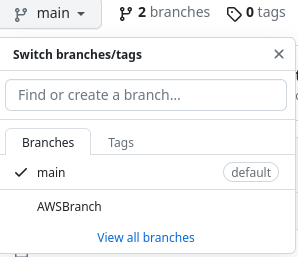 main
2 branches
0 tags
Switch branches/tags
Find or create a branch...
Branches
Tags
main
default
AWSBranch
View all branches